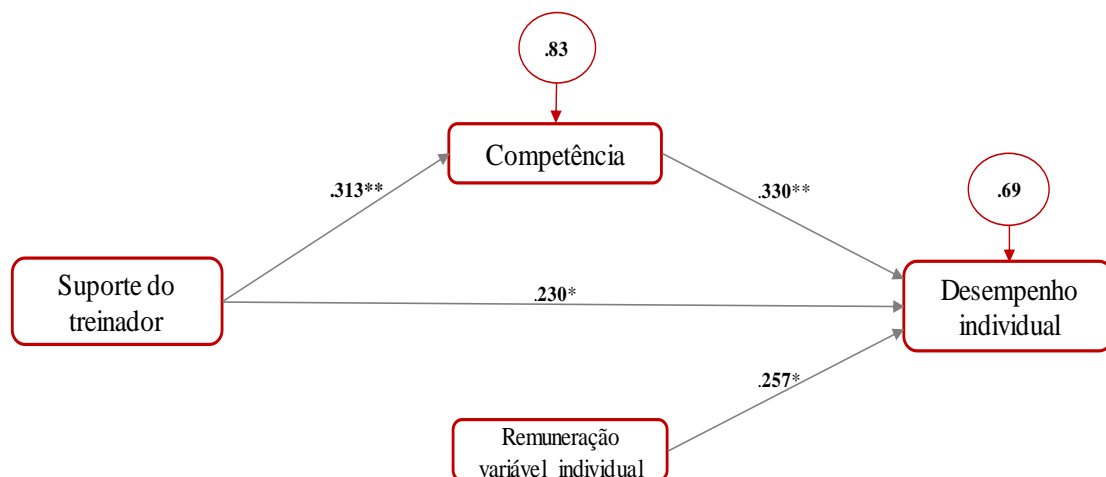 .83
Competência
.313**
.330**
.69
Suporte do
treinador
.230*
Desempenho
individual
.257*
Remuneração
variável individual